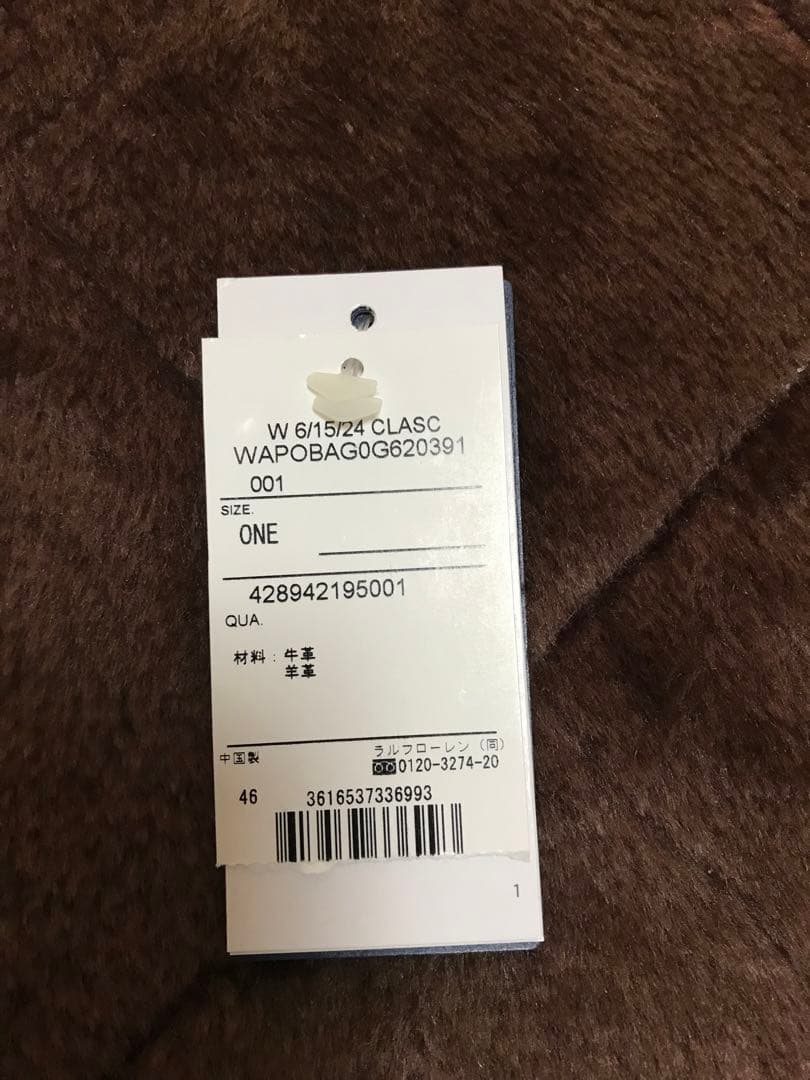 W 6/15/24 CLASC
WAPOBAG0G620391
001
SIZE.
ONE
428942195001
QUA.
材料：牛革
羊革
中国製
ラルフローレン（同）
0120-3274-20
46 3616537336993
1